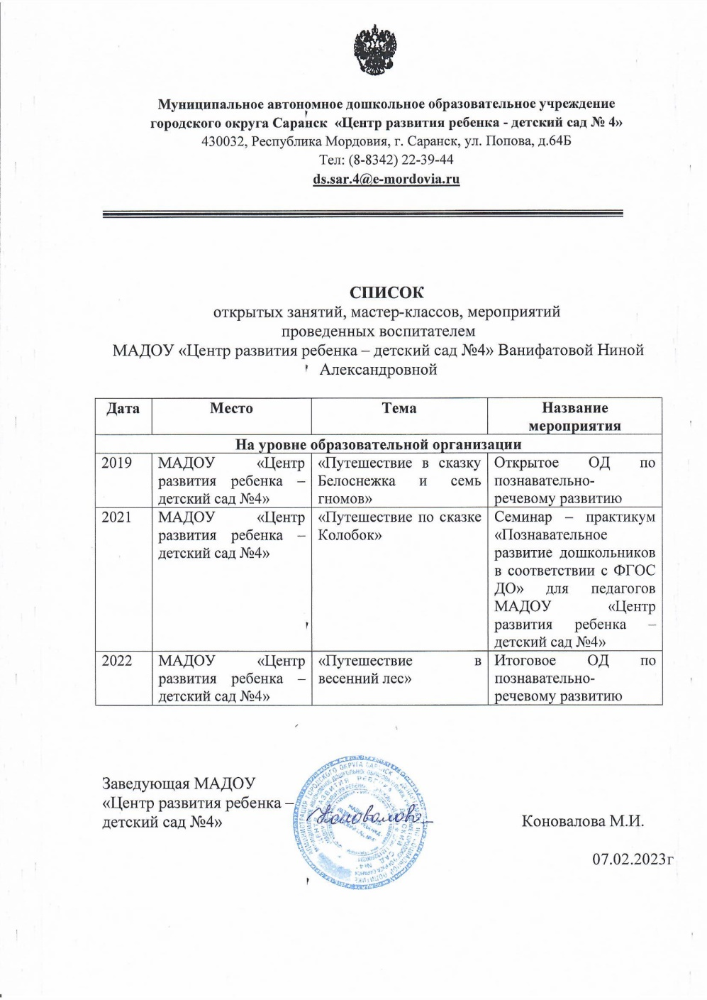 Муниципальное автономное дошкольное образовательное учреждение
городского округа Саранск «Центр развития ребенка - детский сад № 4»
430032, Республика Мордовия, г. Саранск, ул. Попова, д.64Б
Тел: (8-8342) 22-39-44
ds.sar.4@e-mordovia.ru
СПИСОК
открытых занятий, мастер-классов, мероприятий
проведенных воспитателем
МАДОУ «Центр развития ребенка – детский сад №4» Ванифатовой Ниной
Александровной
Дата Место Тема Название
мероприятия
На уровне образовательной организации
2019 МАДОУ «Центр «Путешествие в сказку Открытое ОД по
развития ребенка – Белоснежка и семь познавательно-
детский сад №4» гномов» речевому развитию
2021 МАДОУ «Центр «Путешествие по сказке Семинар – практикум
развития ребенка – Колобок» «Познавательное
детский сад №4» развитие дошкольников
в соответствии с ФГОС
ДО» для педагогов
МАДОУ «Центр
развития ребенка –
детский сад №4»
2022 МАДОУ «Центр «Путешествие в Итоговое ОД по
развития ребенка – весенний лес» познавательно-
детский сад №4» речевому развитию
Заведующая МАДОУ
«Центр развития ребенка –
детский сад №4» Коновалова М.И.
07.02.2023г